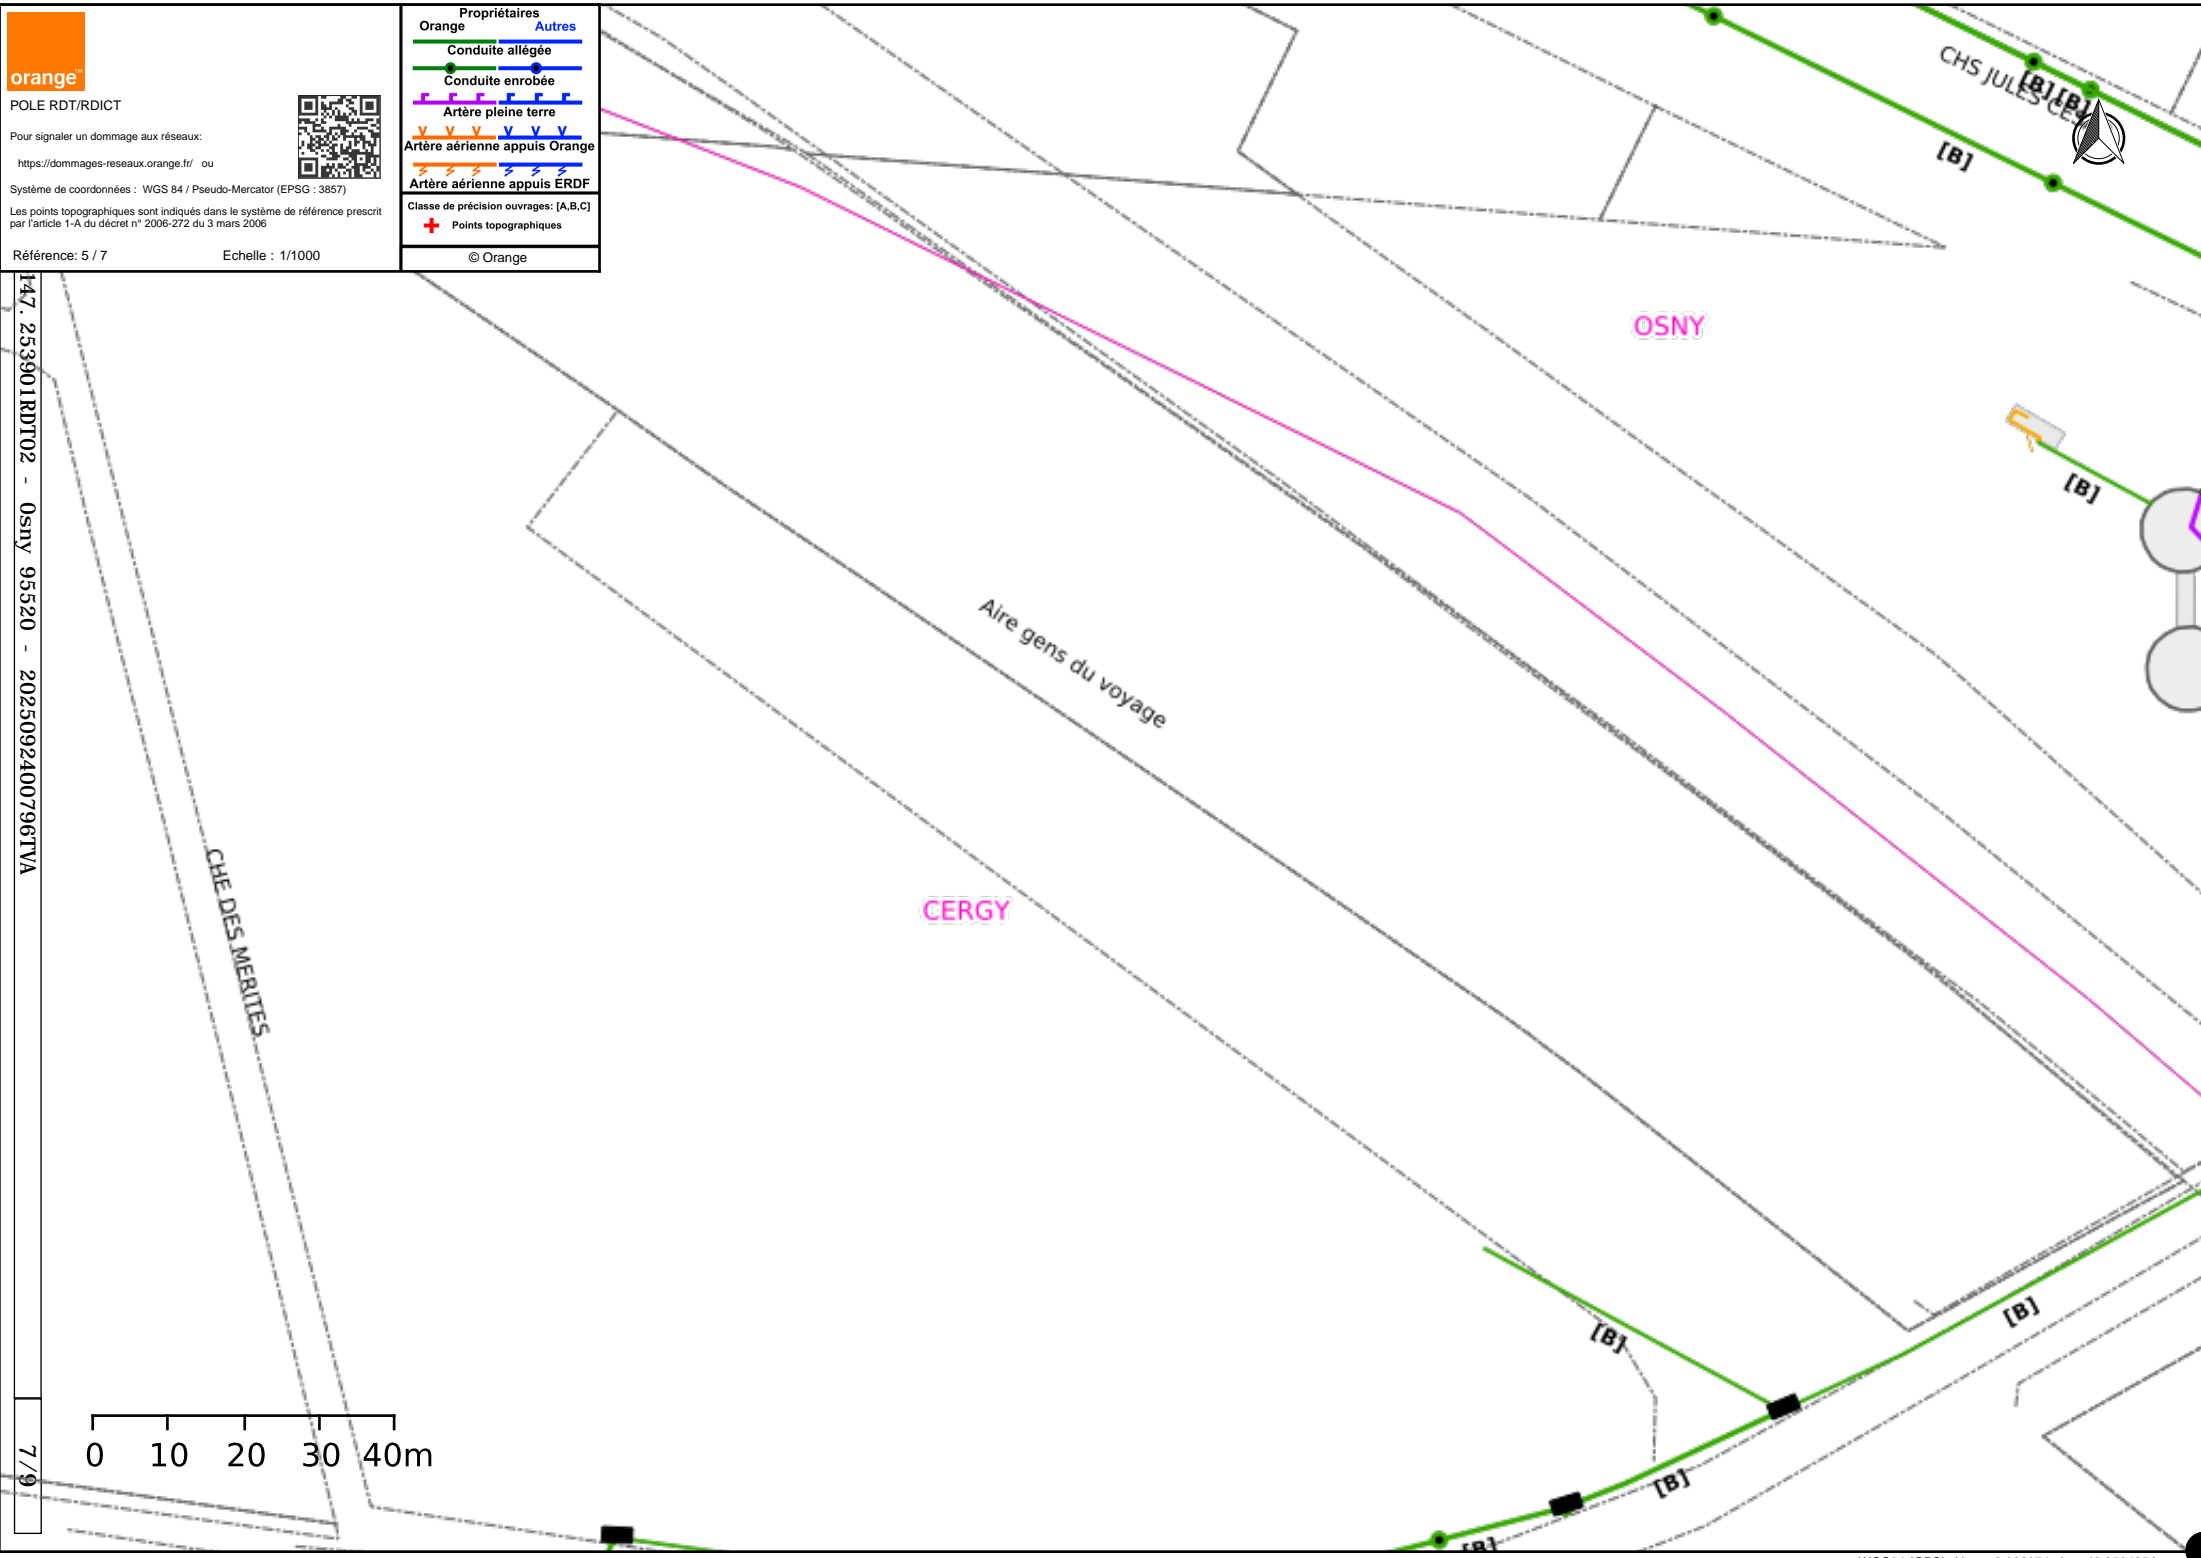 orange™
POLE RDT/RDICT
Pour signaler un dommage aux réseaux:
https://dommages-reseaux.orange.fr/ ou
Système de coordonnées : WGS 84 / Pseudo-Mercator (EPSG : 3857)
Les points topographiques sont indiqués dans le système de référence prescrit
par l'article 1-A du décret n° 2006-272 du 3 mars 2006
Référence: 5 / 7
Echelle : 1/1000
Propriétaires
Orange Autres
Conduite allégée
Conduite enrobée
Artère pleine terre
Artère aérienne appuis Orange
Artère aérienne appuis ERDF
Classe de précision ouvrages: [A,B,C]
Points topographiques
© Orange
CHS JULES
[B] [B]
[B]
OSNY
[B]
147. 253901RDT02 - Osny 95520 - 2025092400796TVA
Aire gens du voyage
CERGY
CHE DES MERITES
[B]
[B]
[B]
[B]
0 10 20 30 40m
7/9